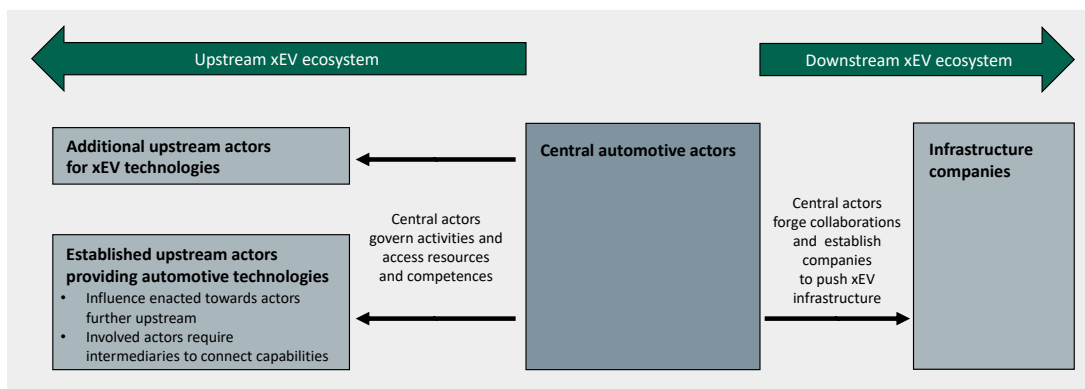 Upstream xEV ecosystem
Downstream xEV ecosystem
Additional upstream actors
for xEV technologies
Central automotive actors
Infrastructure
companies
Central actors
govern activities and
access resources
and competences
Central actors
forge collaborations
and establish
companies
to push xEV
infrastructure
Established upstream actors
providing automotive technologies
• Influence enacted towards actors
further upstream
• Involved actors require
intermediaries to connect capabilities